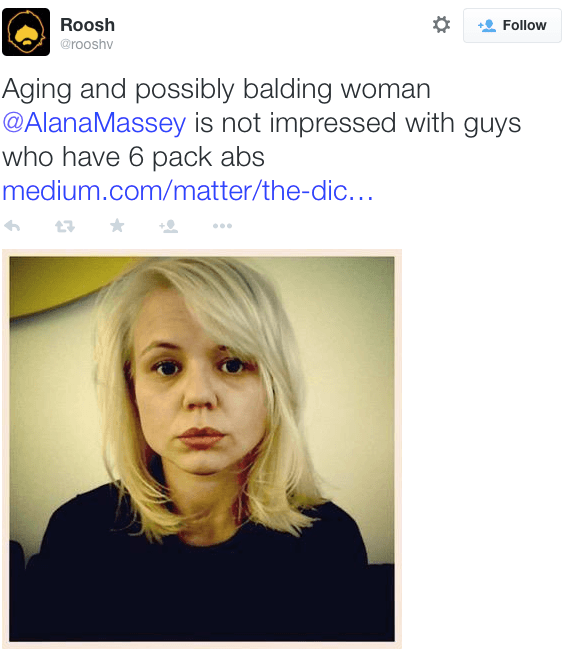 Roosh
@rooshv
Follow
Aging and possibly balding woman
@AlanaMassey is not impressed with guys
who have 6 pack abs
medium.com/matter/the-dic…